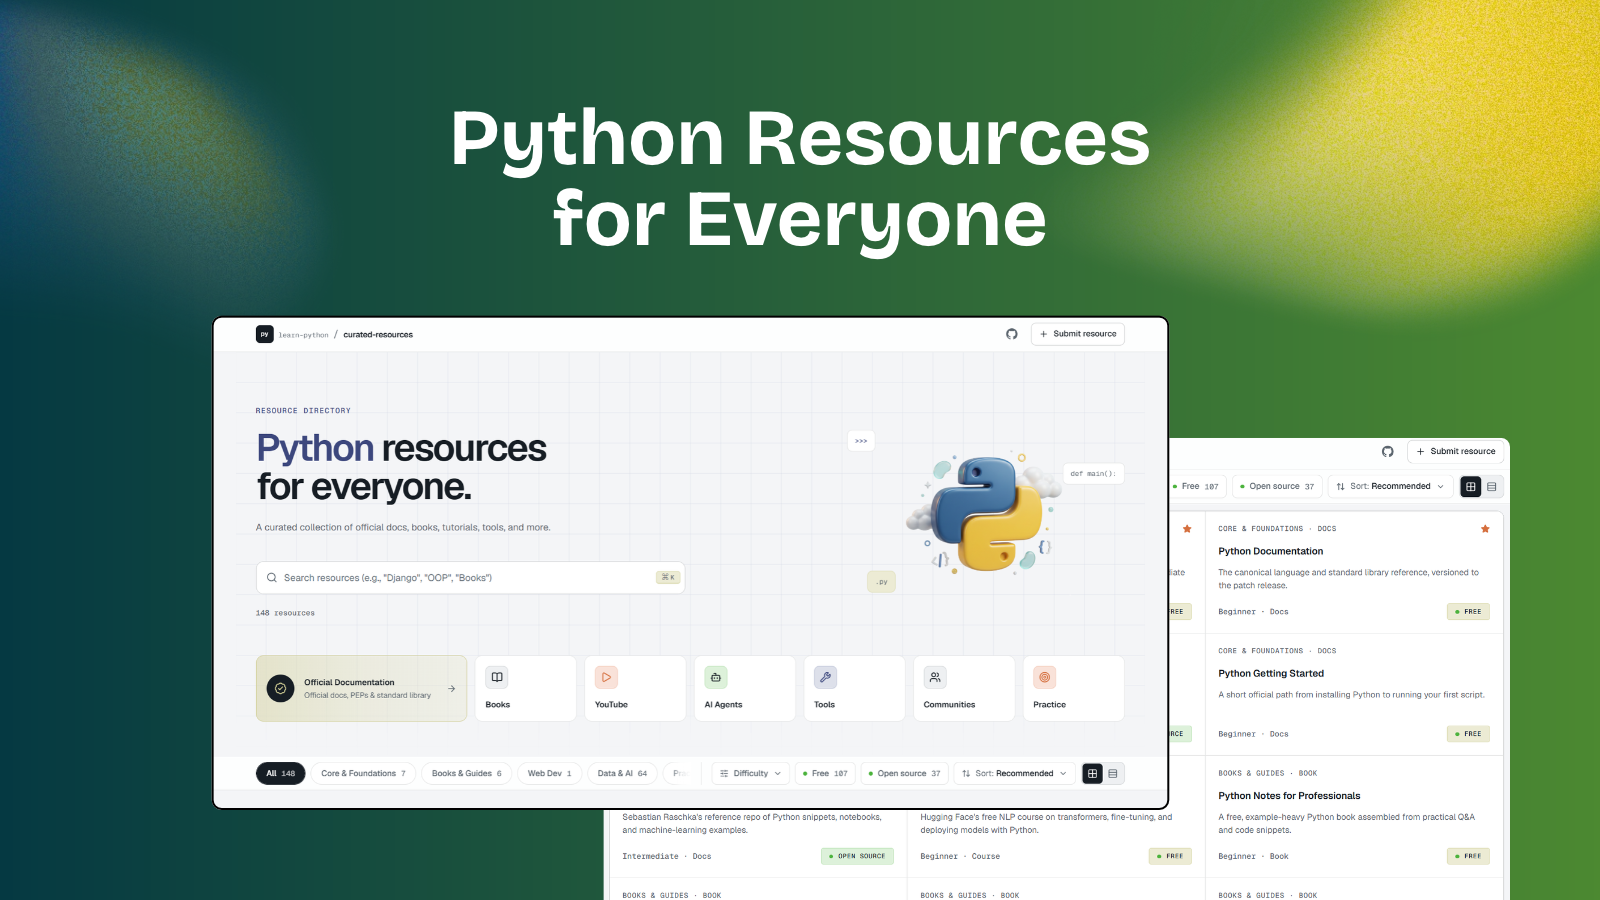 Python Resources
for Everyone
py learn-python / curated-resources
+ Submit resource
RESOURCE DIRECTORY
Python resources
for everyone.
A curated collection of official docs, books, tutorials, tools, and more.
Search resources (e.g., "Django", "OOP", "Books")
⌘ K
148 resources
>>>
def main():
.py
Official Documentation
Official docs, PEPs & standard library
Books
YouTube
AI Agents
Tools
Communities
Practice
All 148
Core & Foundations 7
Books & Guides 6
Web Dev 1
Data & AI 64
Difficulty
Free 107
Open source 37
Sort: Recommended
+ Submit resource
Free 107
Open source 37
Sort: Recommended
CORE & FOUNDATIONS · DOCS
Python Documentation
The canonical language and standard library reference, versioned to
the patch release.
Beginner · Docs
FREE
CORE & FOUNDATIONS · DOCS
Python Getting Started
A short official path from installing Python to running your first script.
Beginner · Docs
FREE
BOOKS & GUIDES · BOOK
Python Notes for Professionals
A free, example-heavy Python book assembled from practical Q&A
and code snippets.
Beginner · Book
FREE
Sebastian Raschka's reference repo of Python snippets, notebooks,
and machine-learning examples.
Intermediate · Docs
OPEN SOURCE
Hugging Face's free NLP course on transformers, fine-tuning, and
deploying models with Python.
Beginner · Course
FREE
BOOKS & GUIDES · BOOK
BOOKS & GUIDES · BOOK
BOOKS & GUIDES · BOOK